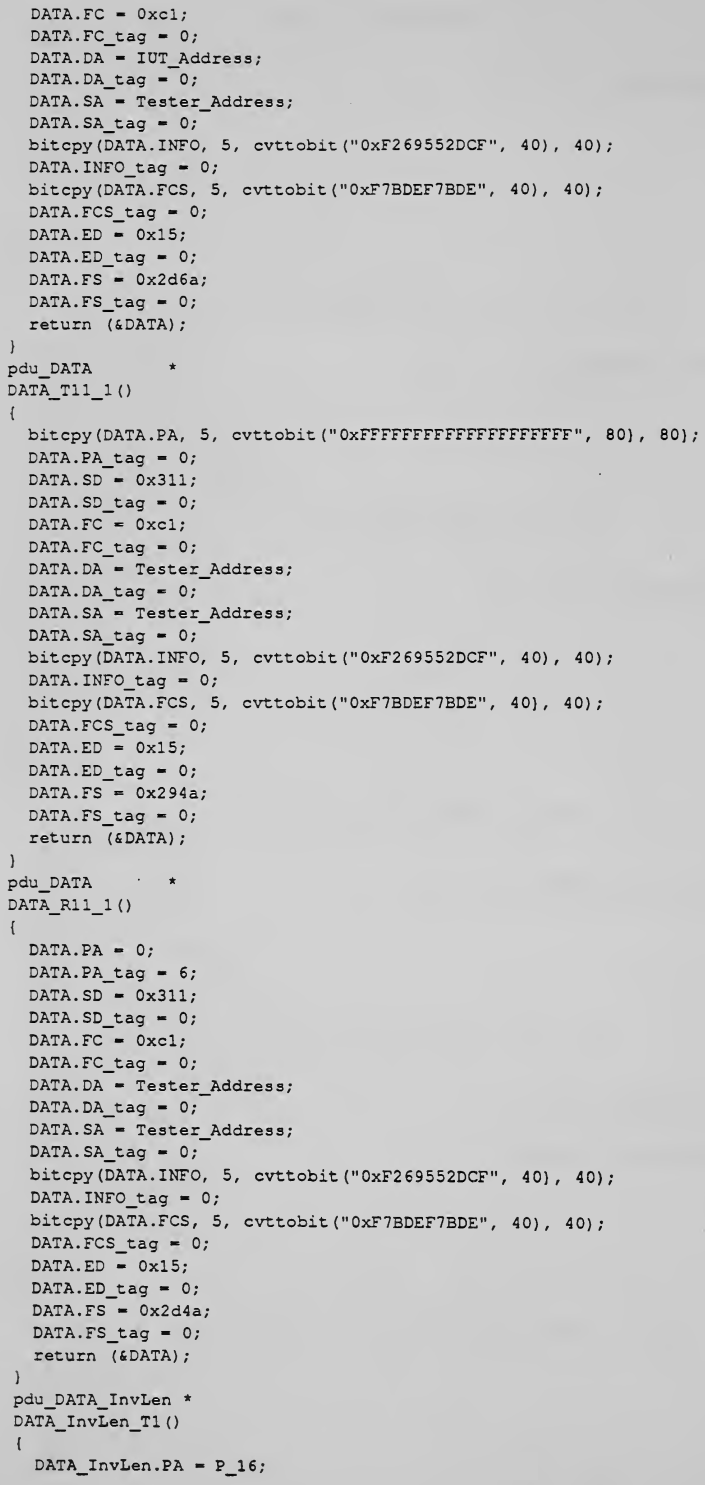 DATA.FC = 0xc1;
DATA.FC_tag = 0;
DATA.DA = IUT_Address;
DATA.DA_tag = 0;
DATA.SA = Tester_Address;
DATA.SA_tag = 0;
bitcpy(DATA.INFO, 5, cvttobit("0xF269552DCF", 40), 40);
DATA.INFO_tag = 0;
bitcpy(DATA.FCS, 5, cvttobit("0xF7BDEF7BDE", 40), 40);
DATA.FCS_tag = 0;
DATA.ED = 0x15;
DATA.ED_tag = 0;
DATA.FS = 0x2d6a;
DATA.FS_tag = 0;
return (&DATA);
}
pdu_DATA *
DATA_T11_1()
{
bitcpy(DATA.PA, 5, cvttobit("0xFFFFFFFFFFFFFFFFFFFF", 80), 80);
DATA.PA_tag = 0;
DATA.SD = 0x311;
DATA.SD_tag = 0;
DATA.FC = 0xc1;
DATA.FC_tag = 0;
DATA.DA = Tester_Address;
DATA.DA_tag = 0;
DATA.SA = Tester_Address;
DATA.SA_tag = 0;
bitcpy(DATA.INFO, 5, cvttobit("0xF269552DCF", 40), 40);
DATA.INFO_tag = 0;
bitcpy(DATA.FCS, 5, cvttobit("0xF7BDEF7BDE", 40), 40);
DATA.FCS_tag = 0;
DATA.ED = 0x15;
DATA.ED_tag = 0;
DATA.FS = 0x294a;
DATA.FS_tag = 0;
return (&DATA);
}
pdu_DATA *
DATA_R11_1()
{
DATA.PA = 0;
DATA.PA_tag = 6;
DATA.SD = 0x311;
DATA.SD_tag = 0;
DATA.FC = 0xc1;
DATA.FC_tag = 0;
DATA.DA = Tester_Address;
DATA.DA_tag = 0;
DATA.SA = Tester_Address;
DATA.SA_tag = 0;
bitcpy(DATA.INFO, 5, cvttobit("0xF269552DCF", 40), 40);
DATA.INFO_tag = 0;
bitcpy(DATA.FCS, 5, cvttobit("0xF7BDEF7BDE", 40), 40);
DATA.FCS_tag = 0;
DATA.ED = 0x15;
DATA.ED_tag = 0;
DATA.FS = 0x2d4a;
DATA.FS_tag = 0;
return (&DATA);
}
pdu_DATA_InvLen *
DATA_InvLen_T1()
{
DATA_InvLen.PA = P_16;